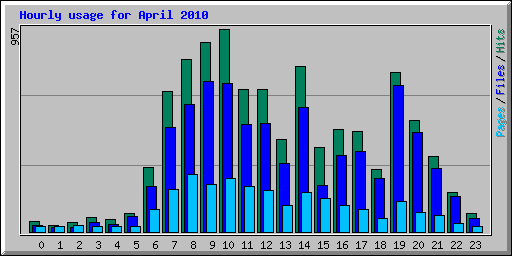 Hourly usage for April 2010
957
Pages / Files / Hits
0 1 2 3 4 5 6 7 8 9 10 11 12 13 14 15 16 17 18 19 20 21 22 23